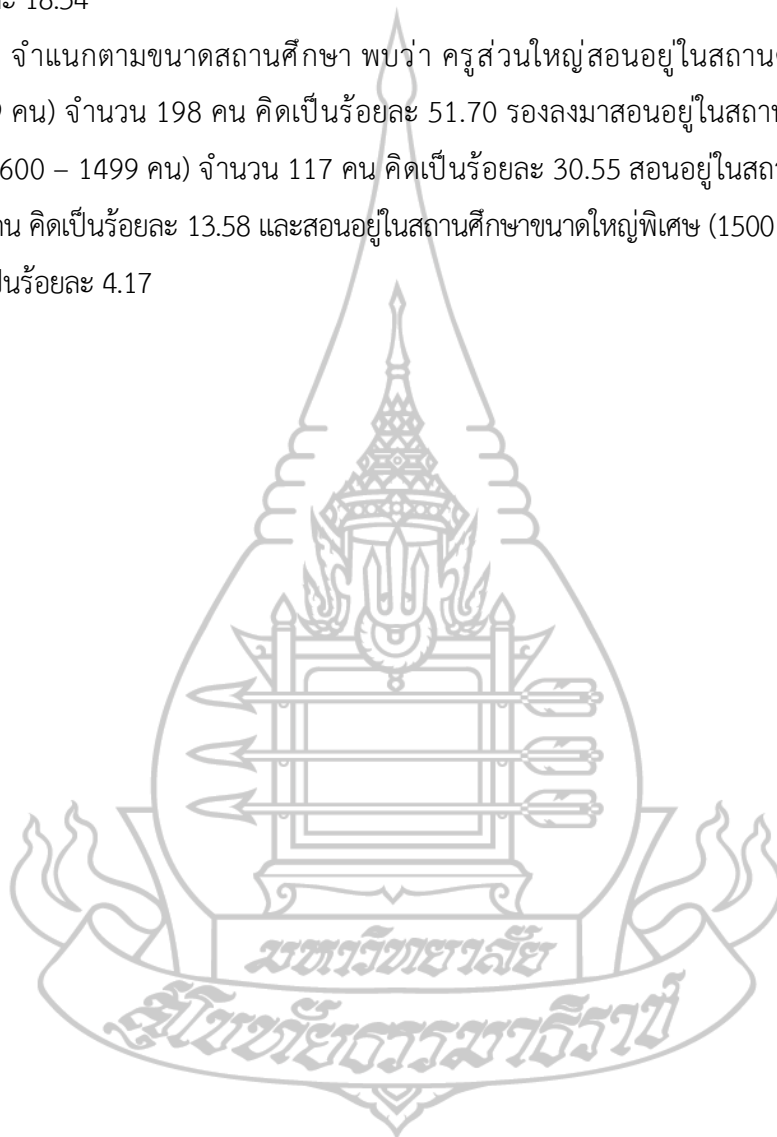 ละ 18.54
จำแนกตามขนาดสถานศึกษา พบว่า ครูส่วนใหญ่สอนอยู่ในสถาน
คน) จำนวน 198 คน คิดเป็นร้อยละ 51.70 รองลงมาสอนอยู่ในสถาน
600 – 1499 คน) จำนวน 117 คน คิดเป็นร้อยละ 30.55 สอนอยู่ในสถา
คน คิดเป็นร้อยละ 13.58 และสอนอยู่ในสถานศึกษาขนาดใหญ่พิเศษ (1500
ป็นร้อยละ 4.17
มหาวิทยาลัย
สุโขทัยธรรมาธิราช